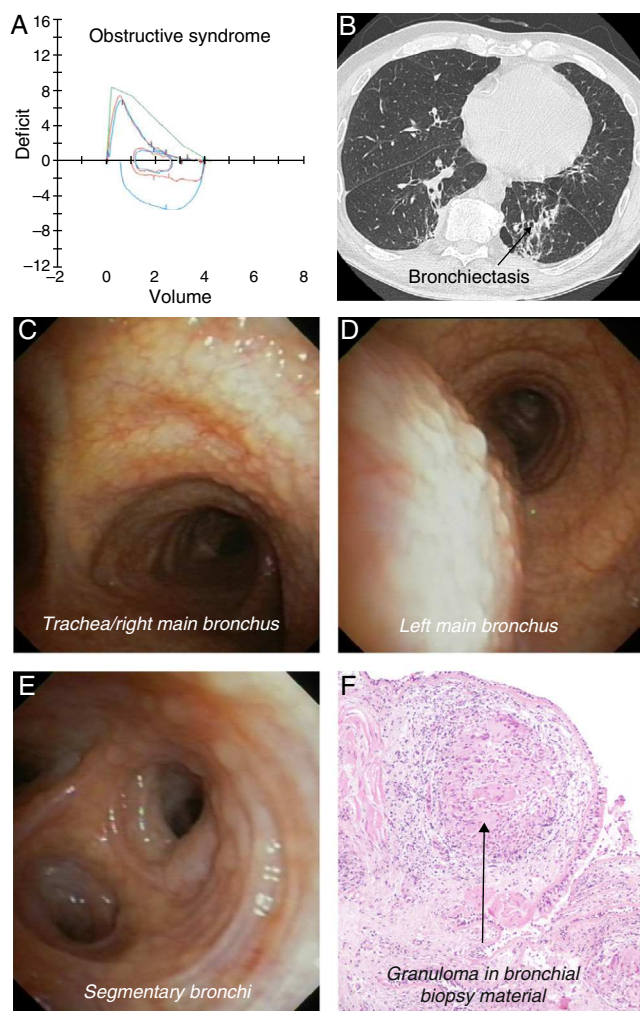 A
Obstructive syndrome
16
12
8
4
0
–4
–8
–12
Deficit
–2
0
2
4
6
8
Volume
B
Bronchiectasis
C
Trachea/right main bronchus
D
Left main bronchus
E
Segmentary bronchi
F
Granuloma in bronchial
biopsy material